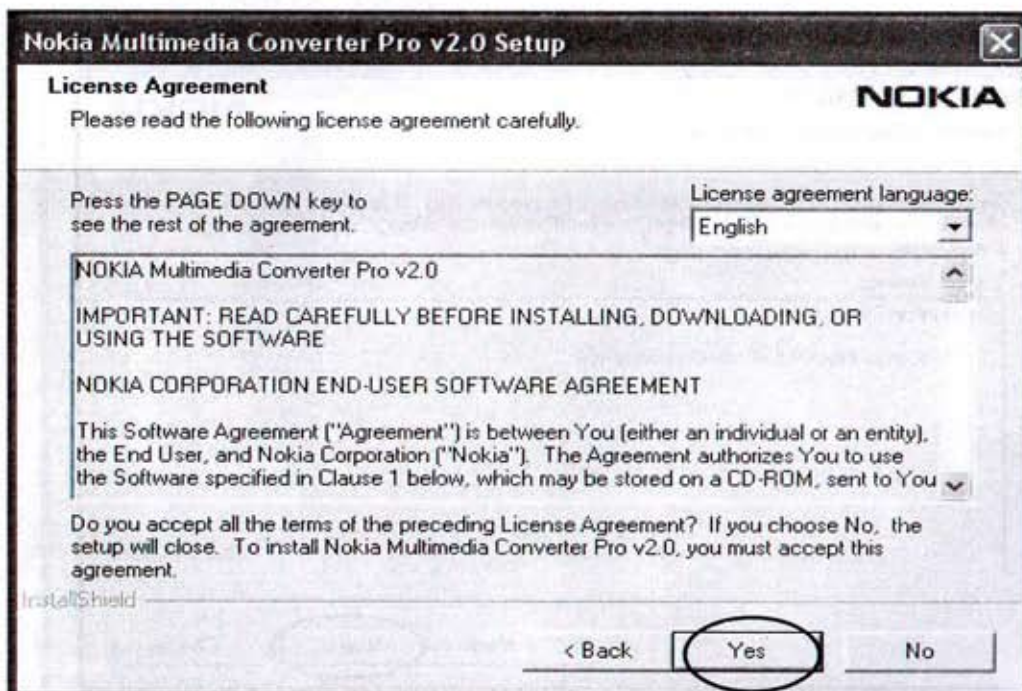 Nokia Multimedia Converter Pro v2.0 Setup
License Agreement
NOKIA
Please read the following license agreement carefully.
Press the PAGE DOWN key to
see the rest of the agreement.
License agreement language:
English
NOKIA Multimedia Converter Pro v2.0
IMPORTANT: READ CAREFULLY BEFORE INSTALLING, DOWNLOADING, OR
USING THE SOFTWARE
NOKIA CORPORATION END-USER SOFTWARE AGREEMENT
This Software Agreement ("Agreement") is between You (either an individual or an entity),
the End User, and Nokia Corporation ("Nokia"). The Agreement authorizes You to use
the Software specified in Clause 1 below, which may be stored on a CD-ROM, sent to You
Do you accept all the terms of the preceding License Agreement? If you choose No, the
setup will close. To install Nokia Multimedia Converter Pro v2.0, you must accept this
agreement.
InstallShield
< Back
Yes
No